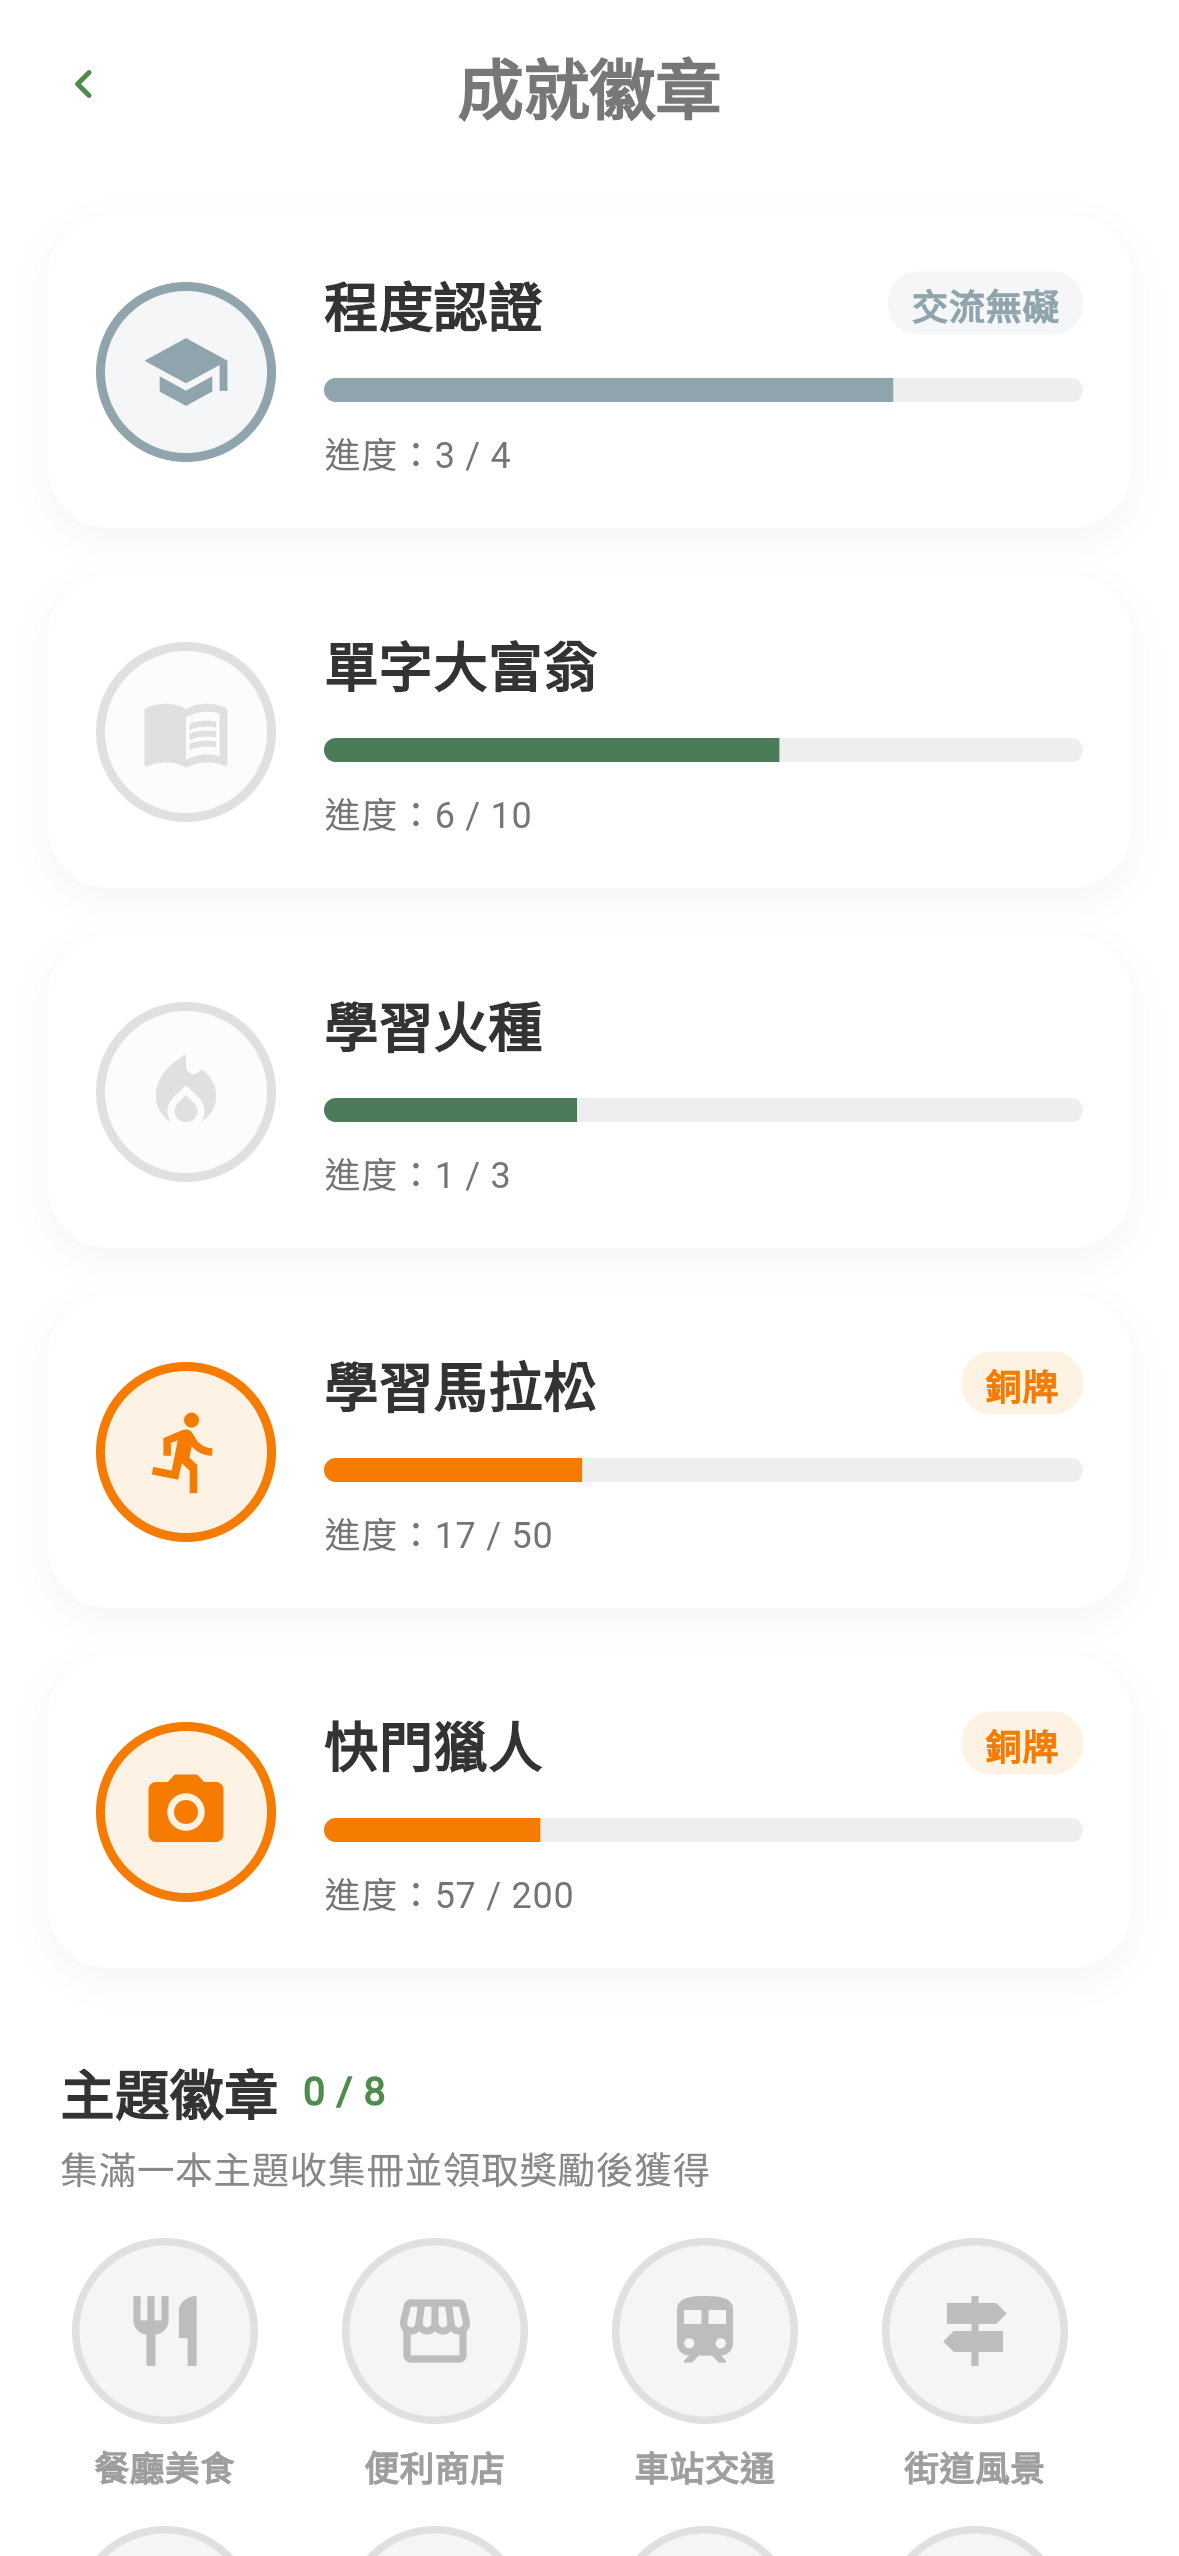 成就徽章
程度認證
交流無礙
進度：3 / 4
單字大富翁
進度：6 / 10
學習火種
進度：1 / 3
學習馬拉松
銅牌
進度：17 / 50
快門獵人
銅牌
進度：57 / 200
主題徽章 0 / 8
集滿一本主題收集冊並領取獎勵後獲得
餐廳美食
便利商店
車站交通
街道風景